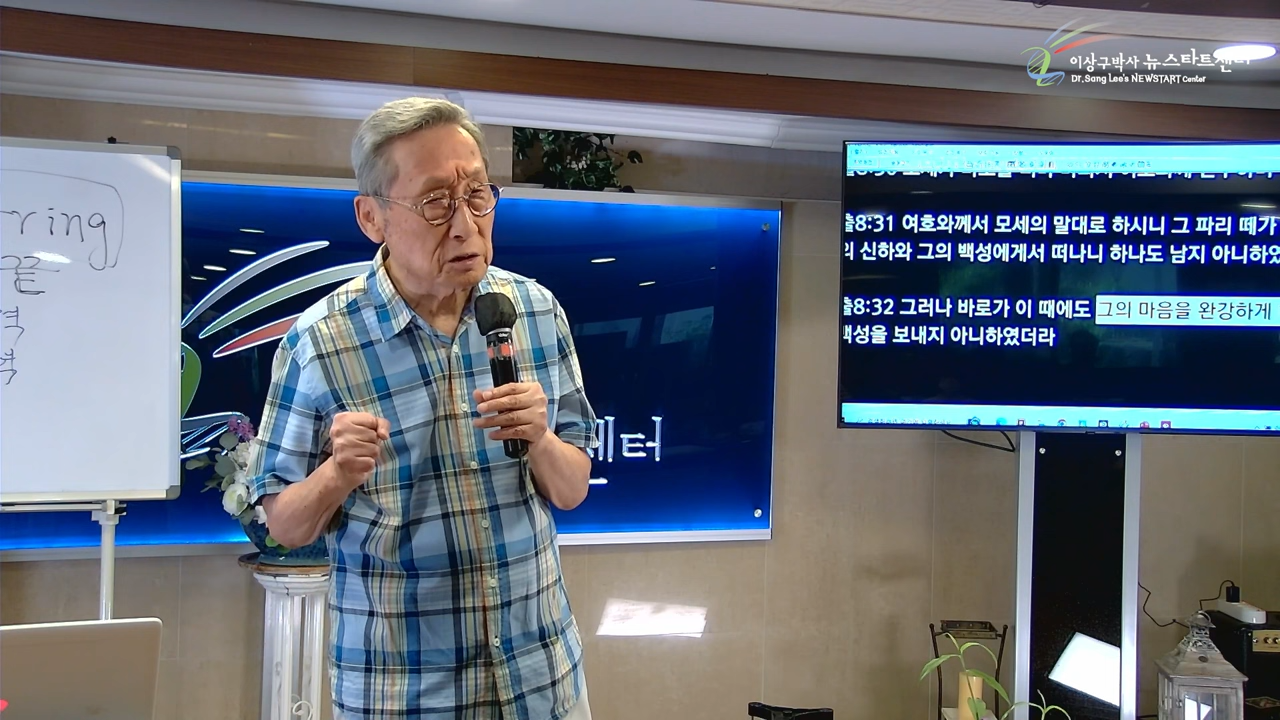 이상구박사 뉴스타트센터
Dr. Sang Lee's NEWSTART Center
ring
끝
력
출8:31 여호와께서 모세의 말대로 하시니 그 파리 떼가
의 신하와 그의 백성에게서 떠나니 하나도 남지 아니하였
출8:32 그러나 바로가 이 때에도 그의 마음을 완강하게
백성을 보내지 아니하였더라
센터